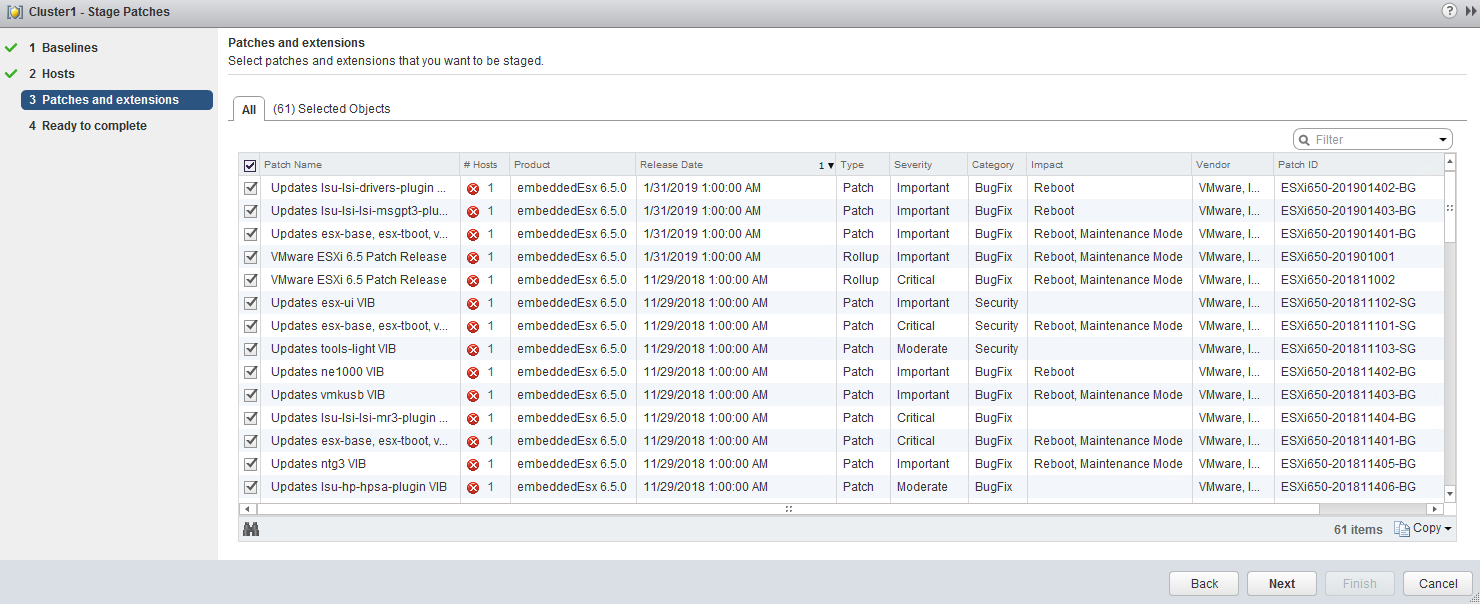 Cluster1 - Stage Patches
1 Baselines
2 Hosts
3 Patches and extensions
4 Ready to complete
Patches and extensions
Select patches and extensions that you want to be staged.
All (61) Selected Objects
Filter
Patch Name # Hosts Product Release Date 1 Type Severity Category Impact Vendor Patch ID
Updates lsu-lsi-drivers-plugin ... 1 embeddedEsx 6.5.0 1/31/2019 1:00:00 AM Patch Important BugFix Reboot VMware, I... ESXi650-201901402-BG
Updates lsu-lsi-lsi-msgpt3-plu... 1 embeddedEsx 6.5.0 1/31/2019 1:00:00 AM Patch Important BugFix Reboot VMware, I... ESXi650-201901403-BG
Updates esx-base, esx-tboot, v... 1 embeddedEsx 6.5.0 1/31/2019 1:00:00 AM Patch Important BugFix Reboot, Maintenance Mode VMware, I... ESXi650-201901401-BG
VMware ESXi 6.5 Patch Release 1 embeddedEsx 6.5.0 1/31/2019 1:00:00 AM Rollup Important BugFix Reboot, Maintenance Mode VMware, I... ESXi650-201901001
VMware ESXi 6.5 Patch Release 1 embeddedEsx 6.5.0 11/29/2018 1:00:00 AM Rollup Critical BugFix Reboot, Maintenance Mode VMware, I... ESXi650-201811002
Updates esx-ui VIB 1 embeddedEsx 6.5.0 11/29/2018 1:00:00 AM Patch Important Security VMware, I... ESXi650-201811102-SG
Updates esx-base, esx-tboot, v... 1 embeddedEsx 6.5.0 11/29/2018 1:00:00 AM Patch Critical Security Reboot, Maintenance Mode VMware, I... ESXi650-201811101-SG
Updates tools-light VIB 1 embeddedEsx 6.5.0 11/29/2018 1:00:00 AM Patch Moderate Security VMware, I... ESXi650-201811103-SG
Updates ne1000 VIB 1 embeddedEsx 6.5.0 11/29/2018 1:00:00 AM Patch Important BugFix Reboot VMware, I... ESXi650-201811402-BG
Updates vmkusb VIB 1 embeddedEsx 6.5.0 11/29/2018 1:00:00 AM Patch Important BugFix Reboot, Maintenance Mode VMware, I... ESXi650-201811403-BG
Updates lsu-lsi-lsi-mr3-plugin ... 1 embeddedEsx 6.5.0 11/29/2018 1:00:00 AM Patch Critical BugFix VMware, I... ESXi650-201811404-BG
Updates esx-base, esx-tboot, v... 1 embeddedEsx 6.5.0 11/29/2018 1:00:00 AM Patch Critical BugFix Reboot, Maintenance Mode VMware, I... ESXi650-201811401-BG
Updates ntg3 VIB 1 embeddedEsx 6.5.0 11/29/2018 1:00:00 AM Patch Important BugFix Reboot, Maintenance Mode VMware, I... ESXi650-201811405-BG
Updates lsu-hp-hpsa-plugin VIB 1 embeddedEsx 6.5.0 11/29/2018 1:00:00 AM Patch Moderate BugFix VMware, I... ESXi650-201811406-BG
61 items Copy
Back Next Finish Cancel